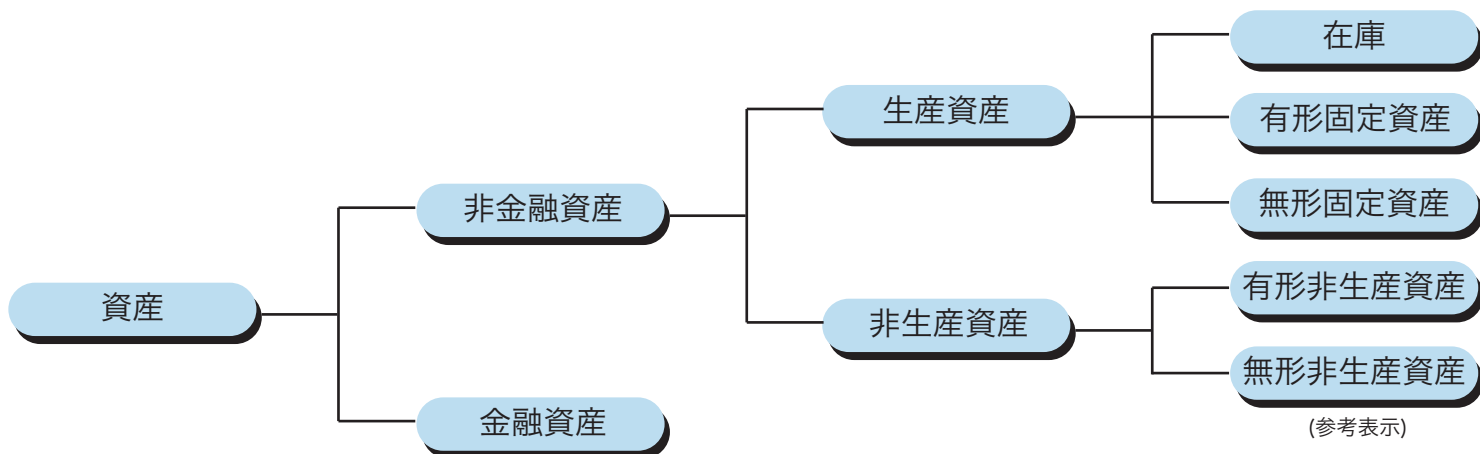 資産
非金融資産
金融資産
生産資産
非生産資産
在庫
有形固定資産
無形固定資産
有形非生産資産
無形非生産資産
(参考表示)